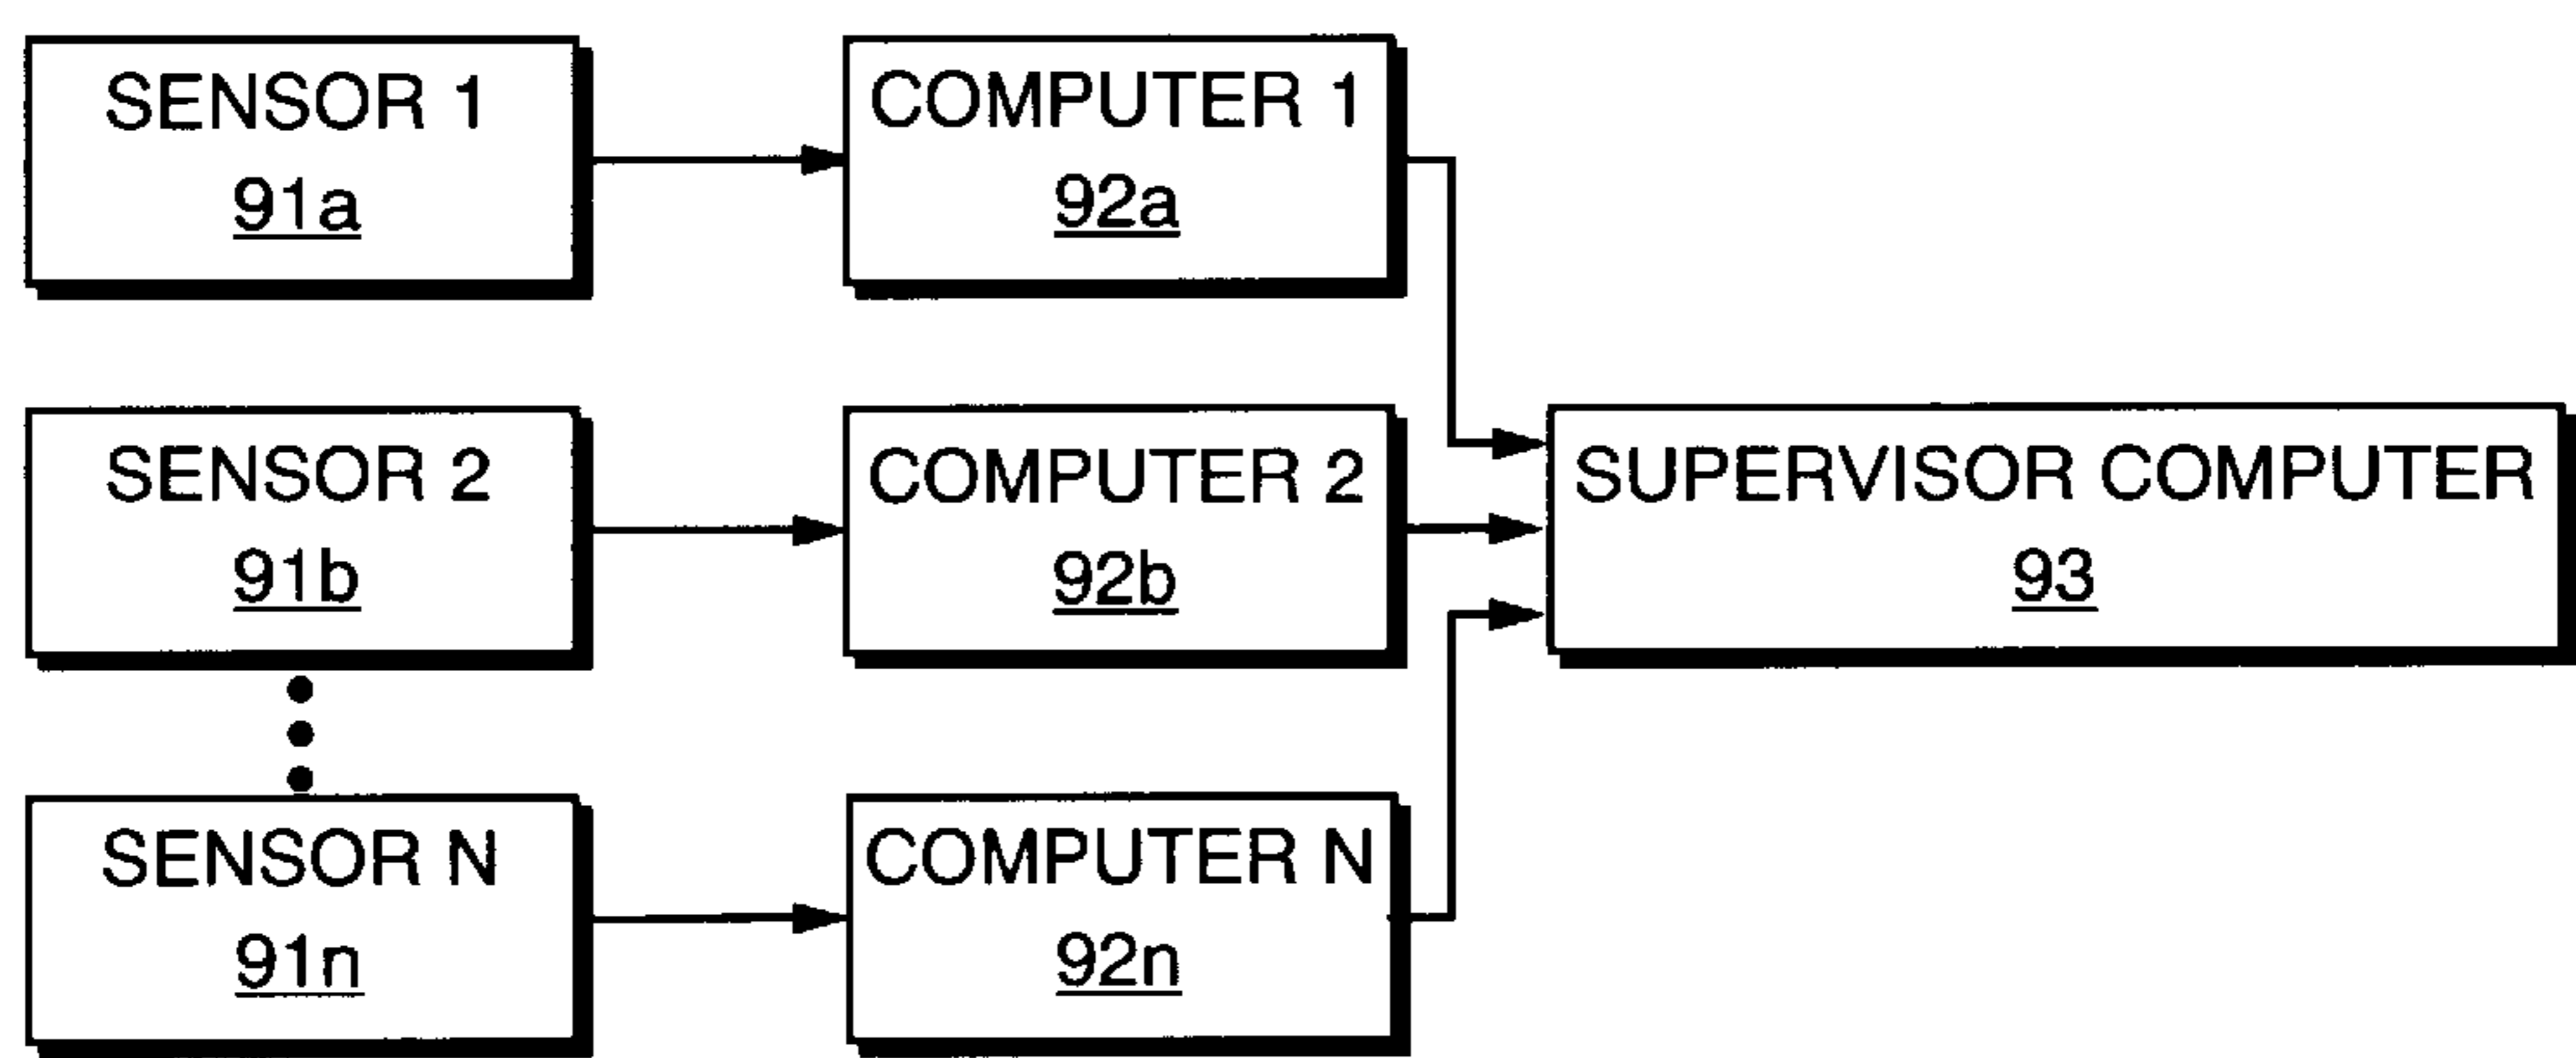 SENSOR 1
91a
COMPUTER 1
92a
SENSOR 2
91b
COMPUTER 2
92b
SUPERVISOR COMPUTER
93
SENSOR N
91n
COMPUTER N
92n